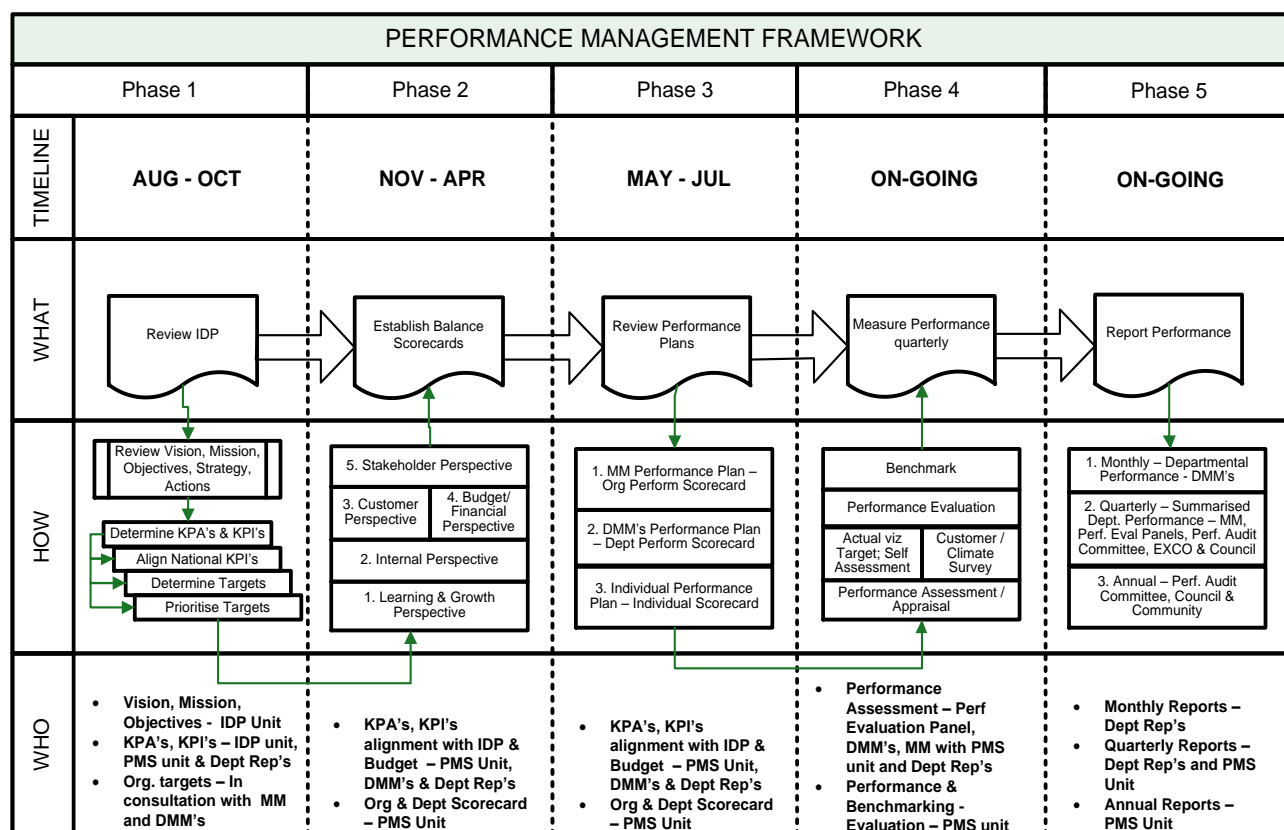 PERFORMANCE MANAGEMENT FRAMEWORK
Phase 1
Phase 2
Phase 3
Phase 4
Phase 5
TIMELINE
AUG - OCT
NOV - APR
MAY - JUL
ON-GOING
ON-GOING
WHAT
Review IDP
Establish Balance
Scorecards
Review Performance
Plans
Measure Performance
quarterly
Report Performance
HOW
Review Vision, Mission,
Objectives, Strategy,
Actions
Determine KPA's & KPI's
Align National KPI's
Determine Targets
Prioritise Targets
5. Stakeholder Perspective
3. Customer
Perspective
4. Budget/
Financial
Perspective
2. Internal Perspective
1. Learning & Growth
Perspective
1. MM Performance Plan –
Org Perform Scorecard
2. DMM's Performance Plan
– Dept Perform Scorecard
3. Individual Performance
Plan – Individual Scorecard
Benchmark
Performance Evaluation
Actual viz
Target; Self
Assessment
Customer /
Climate
Survey
Performance Assessment /
Appraisal
1. Monthly – Departmental
Performance - DMM's
2. Quarterly – Summarised
Dept. Performance – MM,
Perf. Eval Panels, Perf. Audit
Committee, EXCO & Council
3. Annual – Perf. Audit
Committee, Council &
Community
WHO
• Vision, Mission,
Objectives - IDP Unit
• KPA's, KPI's – IDP unit,
PMS unit & Dept Rep's
• Org. targets – In
consultation with MM
and DMM's
• KPA's, KPI's
alignment with IDP &
Budget – PMS Unit,
DMM's & Dept Rep's
• Org & Dept Scorecard
– PMS Unit
• KPA's, KPI's
alignment with IDP &
Budget – PMS Unit,
DMM's & Dept Rep's
• Org & Dept Scorecard
– PMS Unit
• Performance
Assessment – Perf
Evaluation Panel,
DMM's, MM with PMS
unit and Dept Rep's
• Performance &
Benchmarking -
Evaluation – PMS unit
• Monthly Reports –
Dept Rep's
• Quarterly Reports –
Dept Rep's and PMS
Unit
• Annual Reports –
PMS Unit